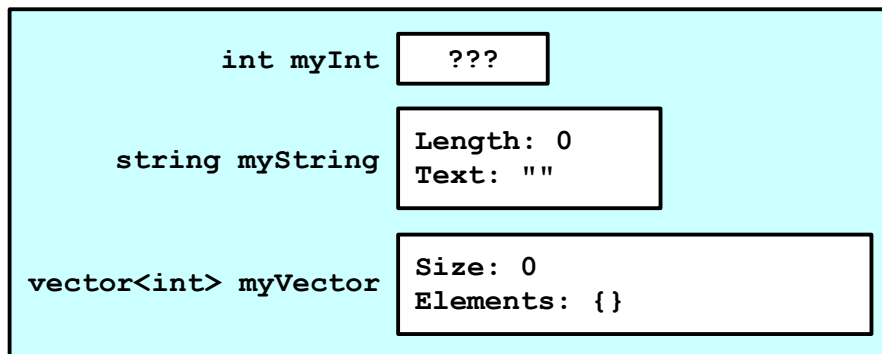 int myInt ???
string myString
Length: 0
Text: ""
vector<int> myVector
Size: 0
Elements: {}